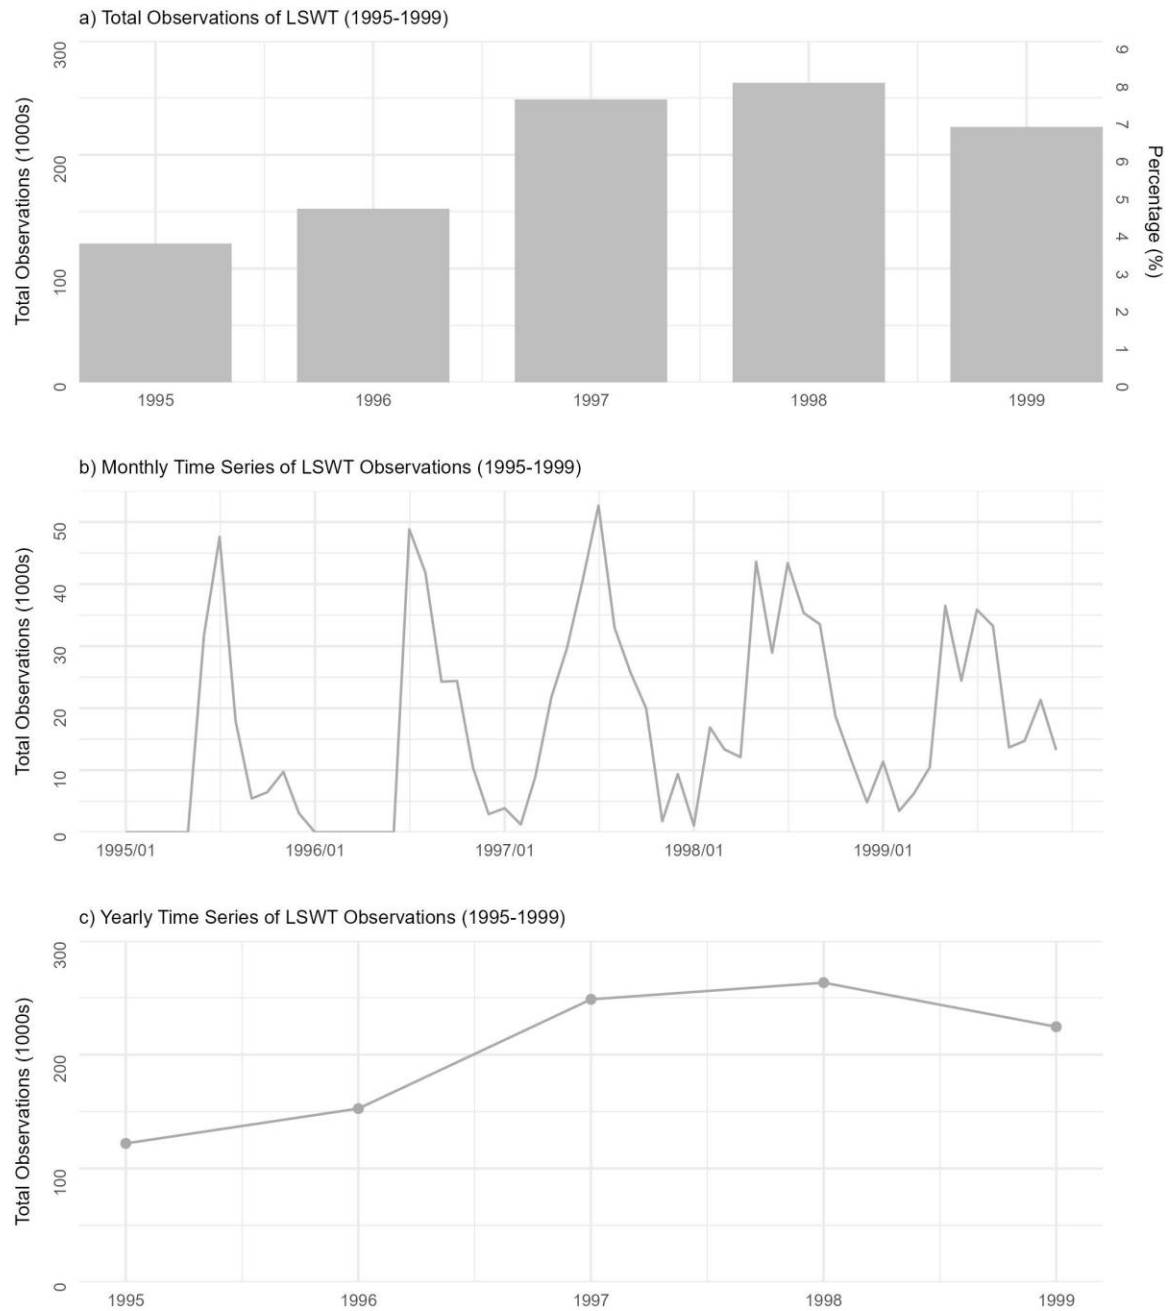 a) Total Observations of LSWT (1995-1999)
Total Observations (1000s)
300
200
100
0
Percentage (%)
9
8
7
6
5
4
3
2
1
0
1995 1996 1997 1998 1999
b) Monthly Time Series of LSWT Observations (1995-1999)
Total Observations (1000s)
50
40
30
20
10
0
1995/01 1996/01 1997/01 1998/01 1999/01
c) Yearly Time Series of LSWT Observations (1995-1999)
Total Observations (1000s)
300
200
100
0
1995 1996 1997 1998 1999